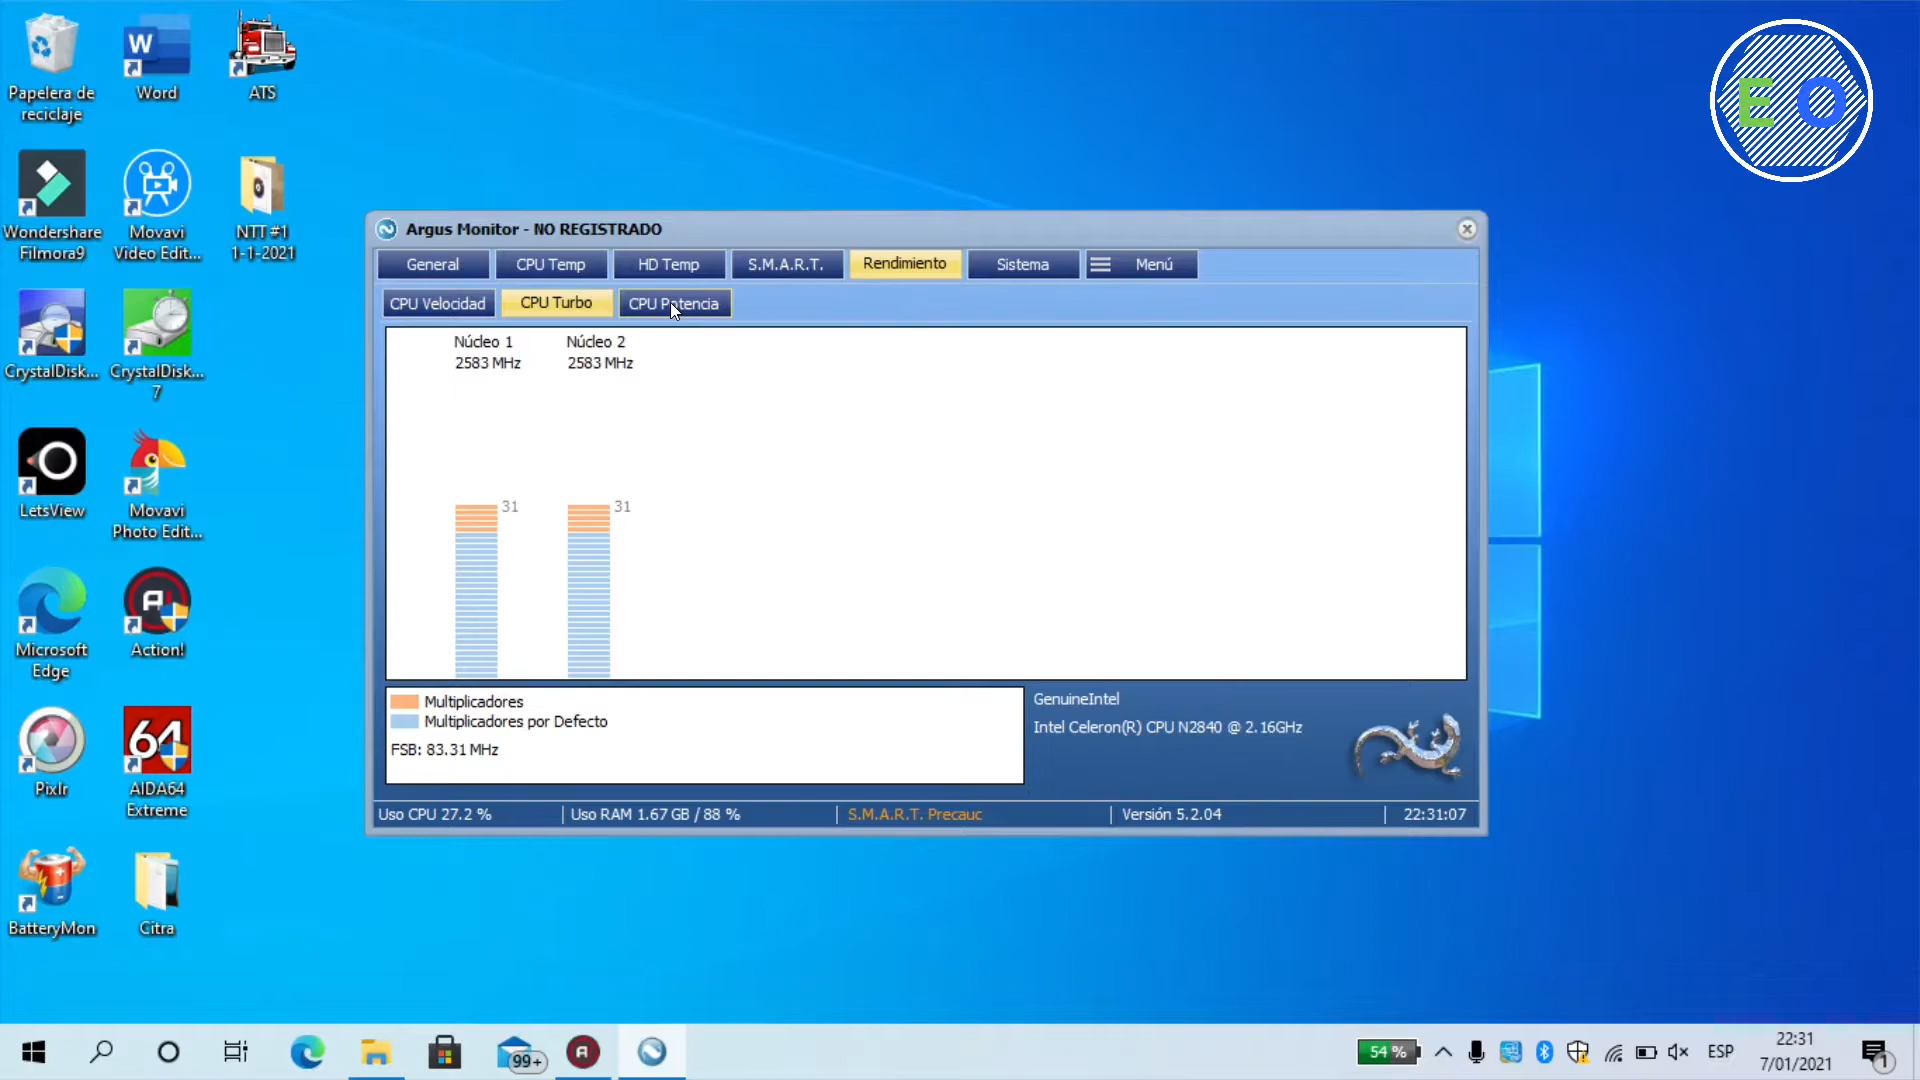 Papelera de
reciclaje
Word
ATS
Wondershare
Filmora9
Movavi
Video Edit...
NTT #1
1-1-2021
CrystalDisk...
CrystalDisk...
7
LetsView
Movavi
Photo Edit...
Microsoft
Edge
Action!
Pixlr
64
AIDA64
Extreme
BatteryMon
Citra
EO
Argus Monitor - NO REGISTRADO
General
CPU Temp
HD Temp
S.M.A.R.T.
Rendimiento
Sistema
Menú
CPU Velocidad
CPU Turbo
CPU Potencia
Núcleo 1
2583 MHz
Núcleo 2
2583 MHz
31
31
Multiplicadores
Multiplicadores por Defecto
FSB: 83.31 MHz
GenuineIntel
Intel Celeron(R) CPU N2840 @ 2.16GHz
Uso CPU 27.2 %
Uso RAM 1.67 GB / 88 %
S.M.A.R.T. Precauc
Versión 5.2.04
22:31:07
99+
54 %
ESP
22:31
7/01/2021
1